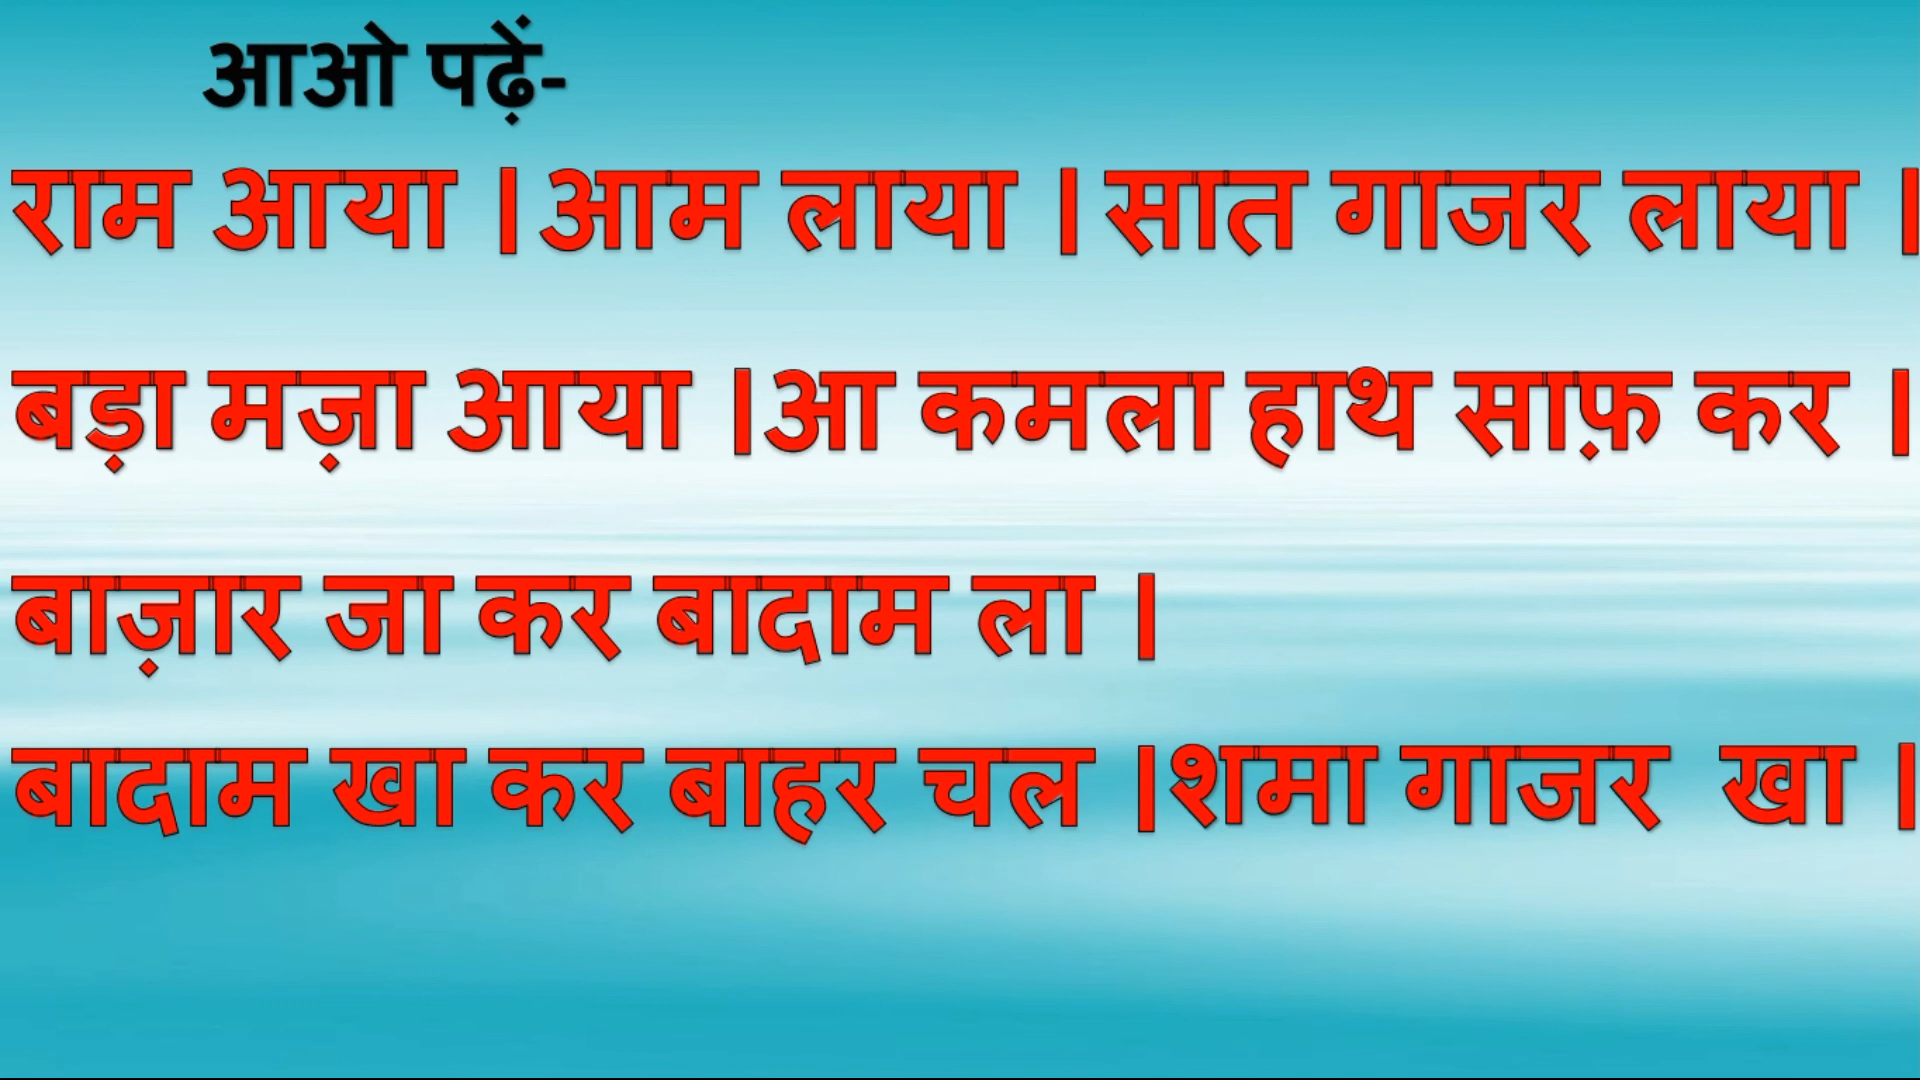 आओ पढ़ें-
राम आया ।आम लाया ।सात गाजर लाया ।
बड़ा मज़ा आया ।आ कमला हाथ साफ़ कर ।
बाज़ार जा कर बादाम ला ।
बादाम खा कर बाहर चल ।शमा गाजर  खा ।